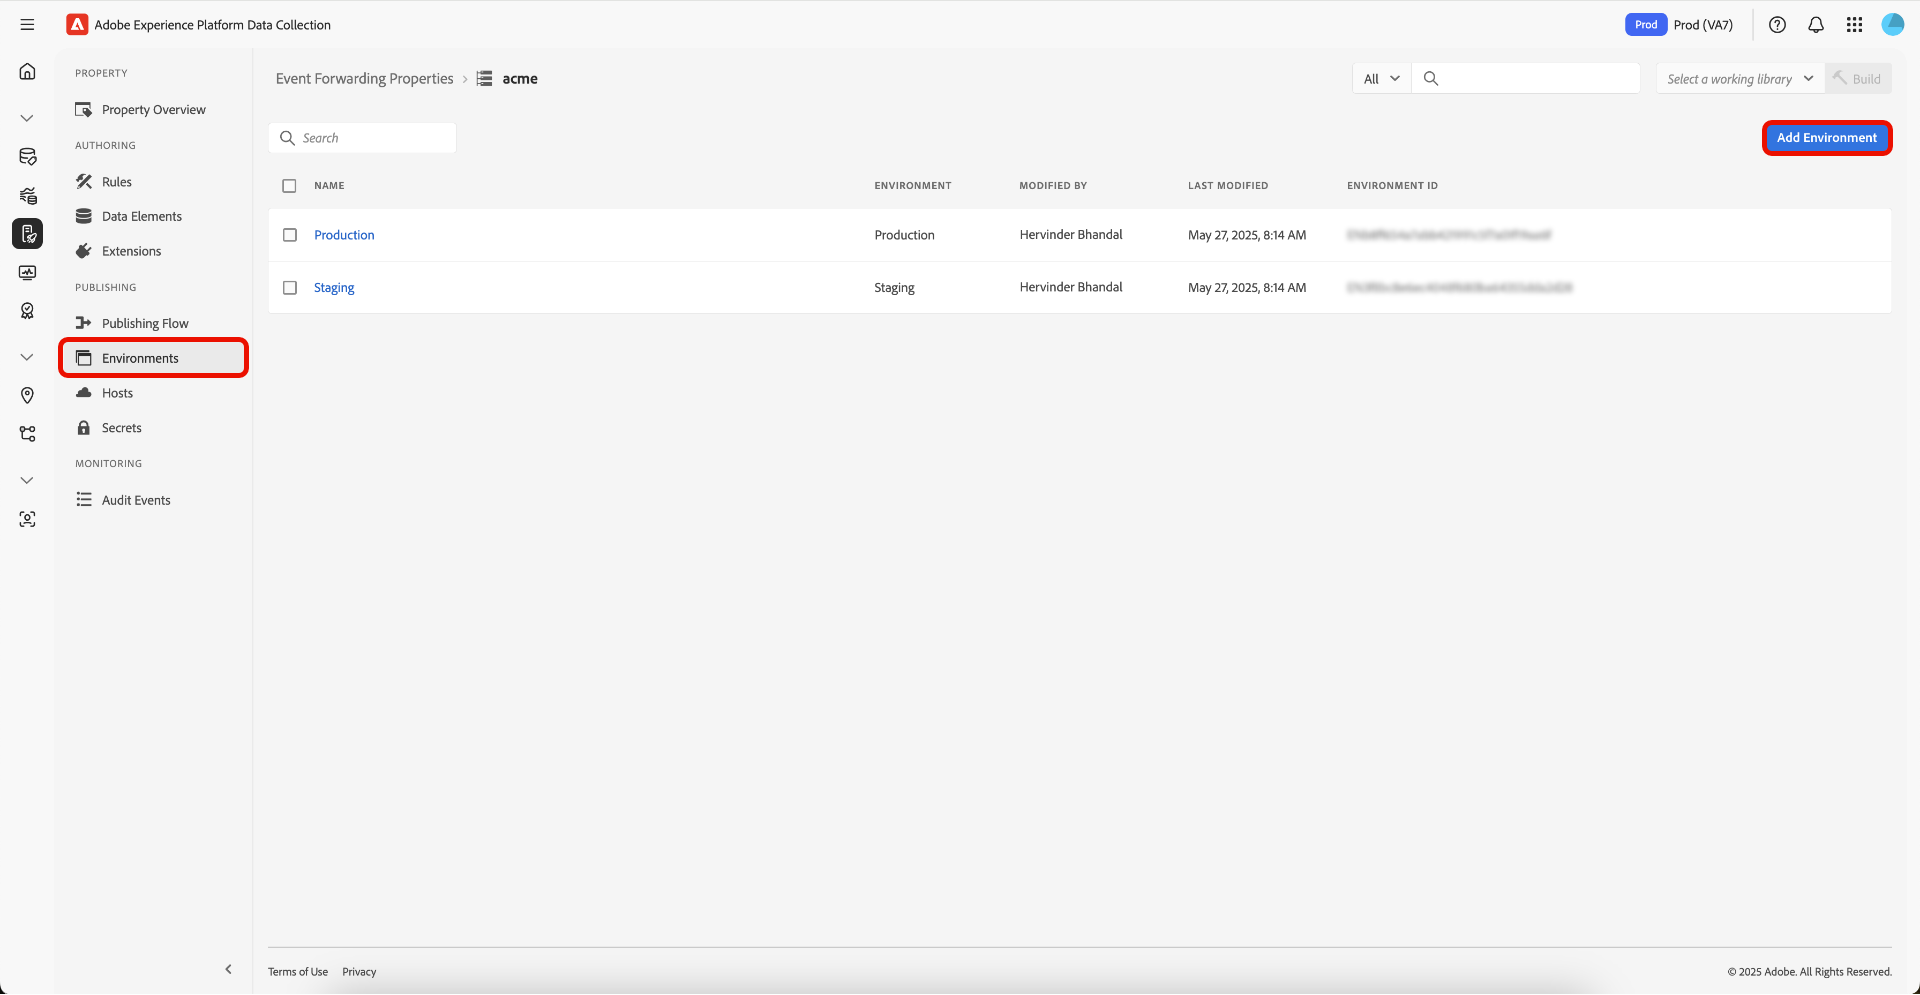 Adobe Experience Platform Data Collection
Prod Prod (VA7)
PROPERTY
Property Overview
AUTHORING
Rules
Data Elements
Extensions
PUBLISHING
Publishing Flow
Environments
Hosts
Secrets
MONITORING
Audit Events
Event Forwarding Properties > acme
All
Select a working library
Build
Search
Add Environment
NAME ENVIRONMENT MODIFIED BY LAST MODIFIED ENVIRONMENT ID
Production Production Hervinder Bhandal May 27, 2025, 8:14 AM
Staging Staging Hervinder Bhandal May 27, 2025, 8:14 AM
Terms of Use Privacy
© 2025 Adobe. All Rights Reserved.